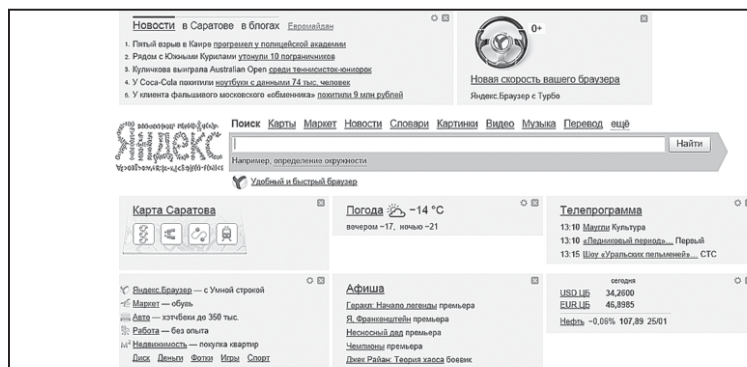 Новости в Саратове в блогах Евромайдан
1. Пятый взрыв в Каире прогремел у полицейской академии
2. Рядом с Южными Курилами утонули 10 пограничников
3. Куличкова выиграла Australian Open среди теннисисток-юниорок
4. У Coca-Cola похитили ноутбуки с данными 74 тыс. человек
5. У клиента фальшивого московского «обменника» похитили 9 млн рублей
0+
Новая скорость вашего браузера
Яндекс.Браузер с Турбо
Яндекс
Поиск Карты Маркет Новости Словари Картинки Видео Музыка Перевод ещё
Найти
Например, определение окружности
Удобный и быстрый браузер
Карта Саратова
Погода −14 °C
вечером −17, ночью −21
Телепрограмма
13:10 Маугли Культура
13:10 «Ледниковый период»... Первый
13:15 Шоу «Уральских пельменей»... СТС
Яндекс.Браузер — с Умной строкой
Маркет — обувь
Авто — хэтчбеки до 350 тыс.
Работа — без опыта
М² Недвижимость — покупка квартир
Диск Деньги Фотки Игры Спорт
Афиша
Геракл: Начало легенды премьера
Я, Франкенштейн премьера
Несносный дед премьера
Чемпионы премьера
Джек Райан: Теория хаоса боевик
сегодня
USD ЦБ 34,2600
EUR ЦБ 46,8985
Нефть −0,06% 107,89 25/01